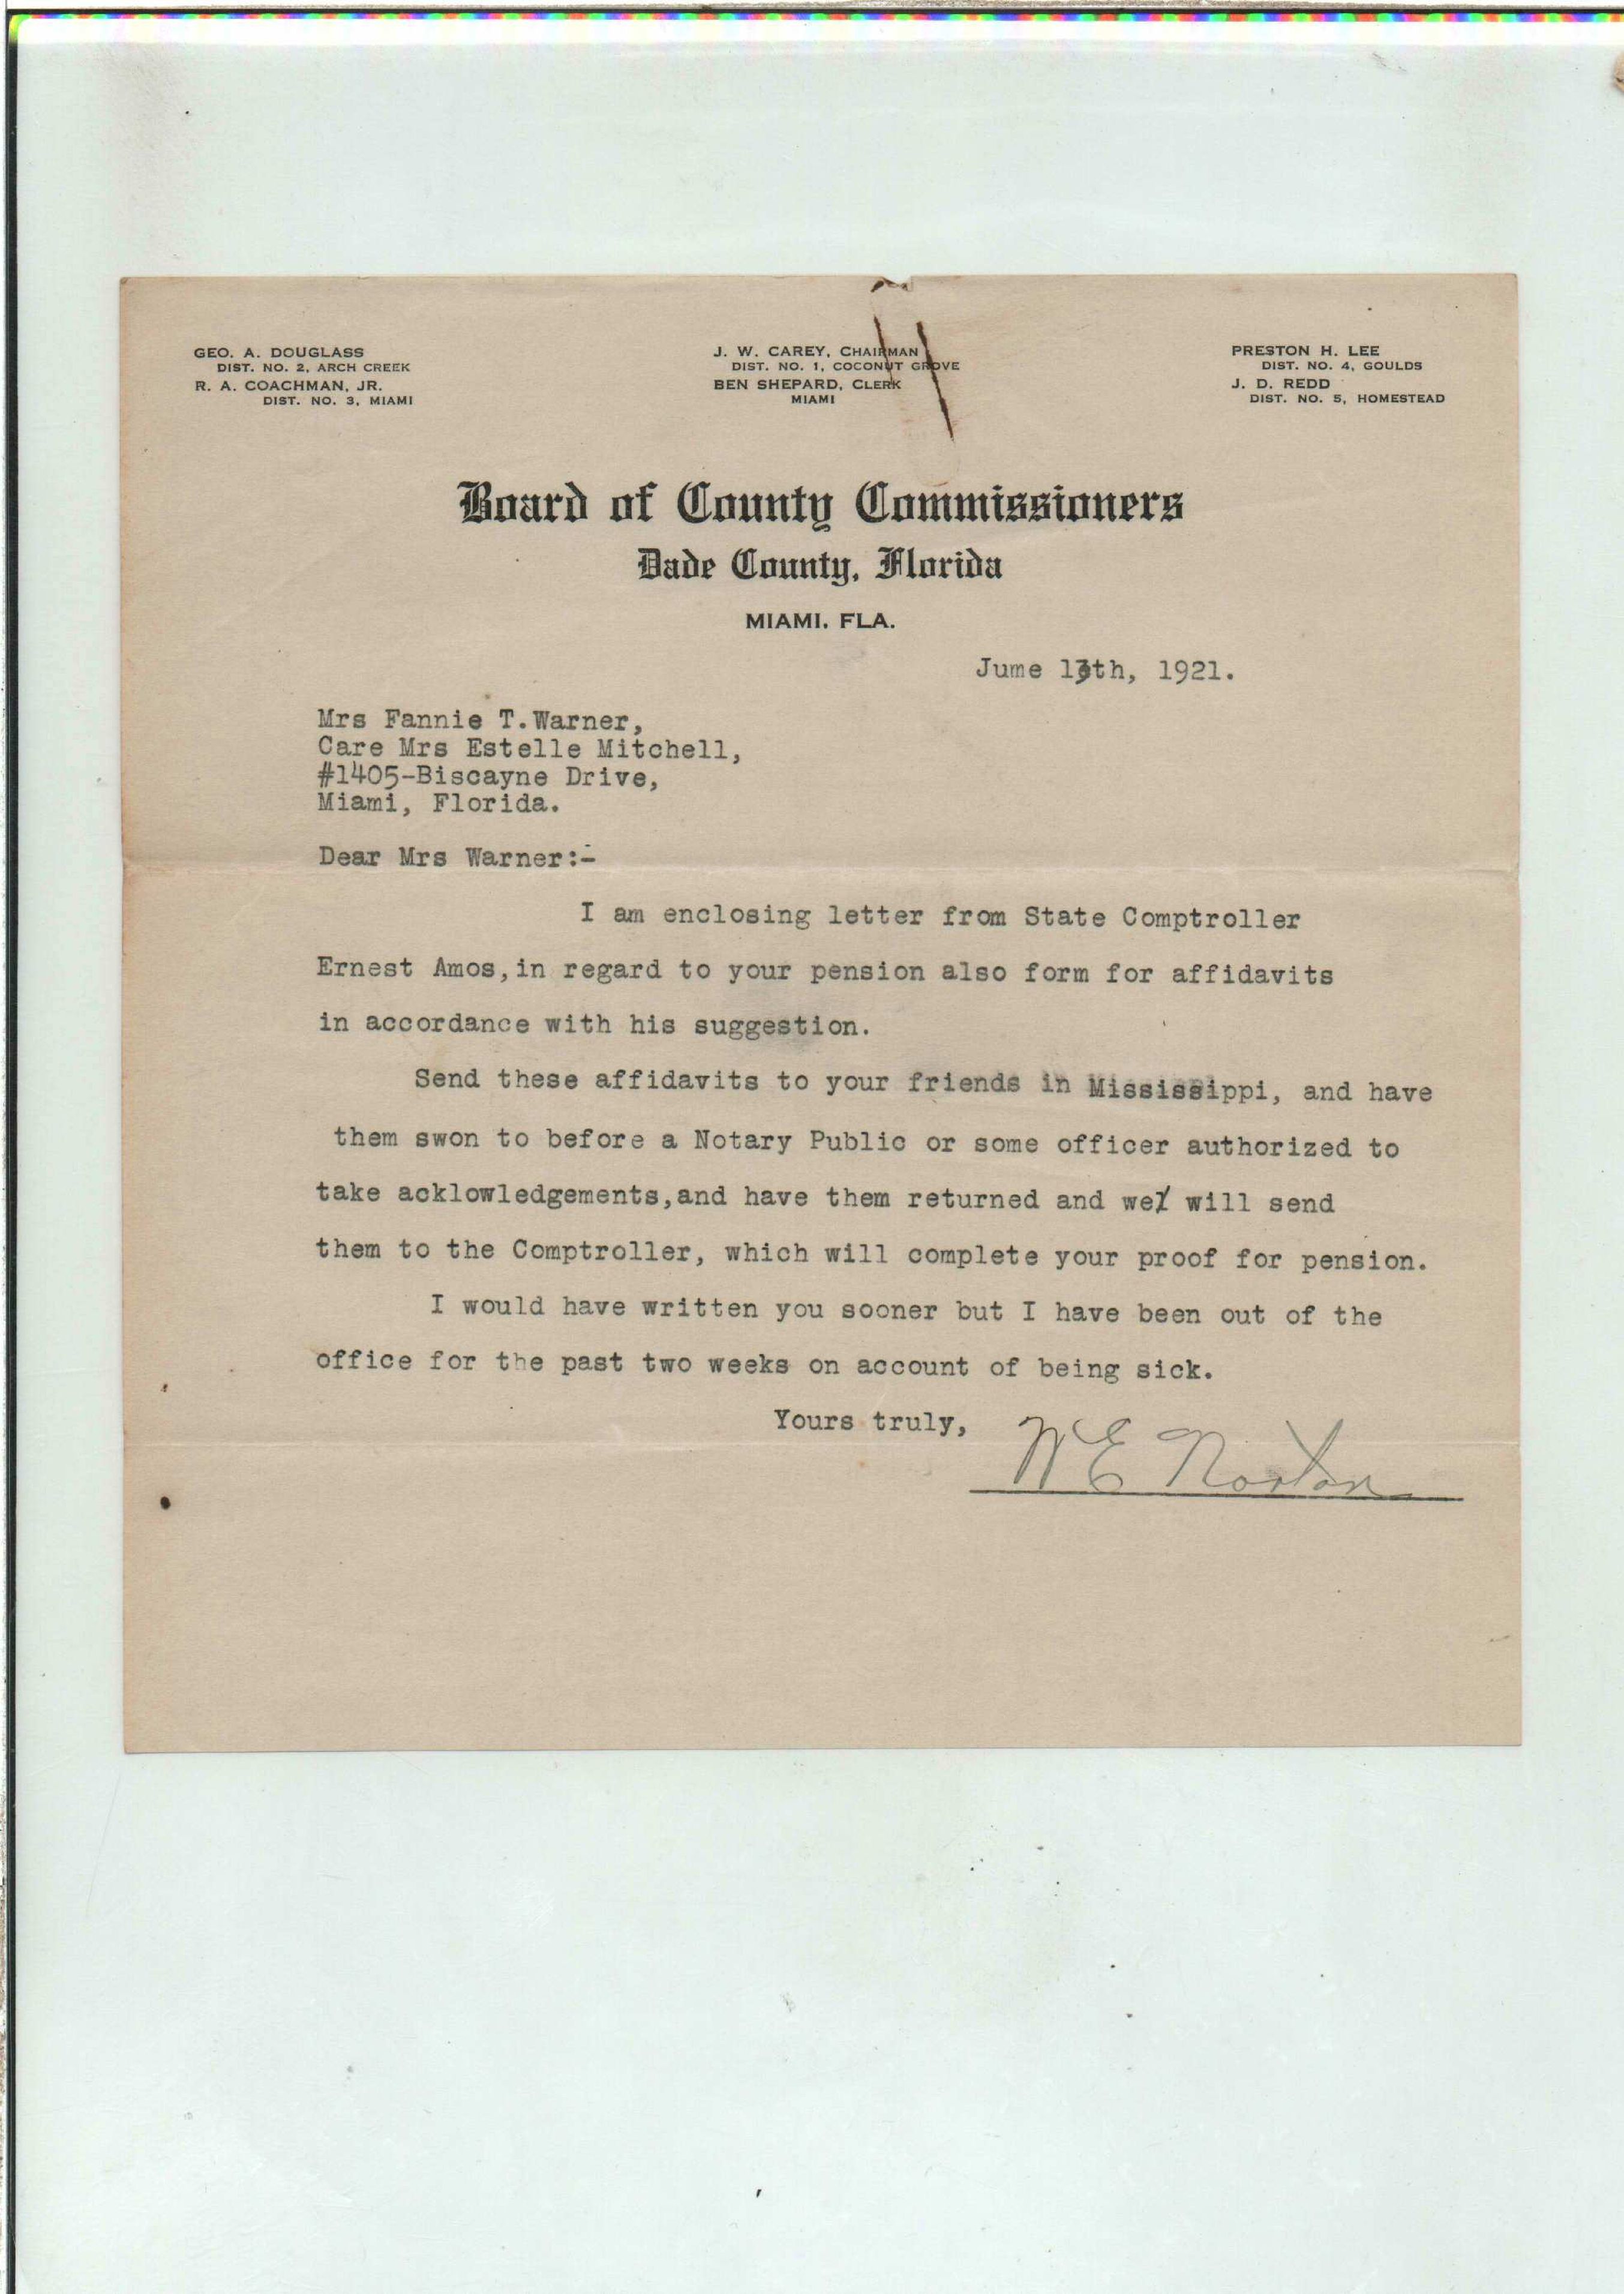 GEO. A. DOUGLASS
DIST. NO. 2, ARCH CREEK
R. A. COACHMAN, JR.
DIST. NO. 3, MIAMI
J. W. CAREY, CHAIRMAN
DIST. NO. 1, COCONUT GROVE
BEN SHEPARD, CLERK
MIAMI
PRESTON H. LEE
DIST. NO. 4, GOULDS
J. D. REDD
DIST. NO. 5, HOMESTEAD
Board of County Commissioners
Dade County, Florida
MIAMI, FLA.
Jume 13th, 1921.
Mrs Fannie T.Warner,
Care Mrs Estelle Mitchell,
#1405-Biscayne Drive,
Miami, Florida.
Dear Mrs Warner:-
I am enclosing letter from State Comptroller
Ernest Amos,in regard to your pension also form for affidavits
in accordance with his suggestion.
Send these affidavits to your friends in Mississippi, and have
them swon to before a Notary Public or some officer authorized to
take acklowledgements,and have them returned and we will send
them to the Comptroller, which will complete your proof for pension.
I would have written you sooner but I have been out of the
office for the past two weeks on account of being sick.
Yours truly,
W E Norton